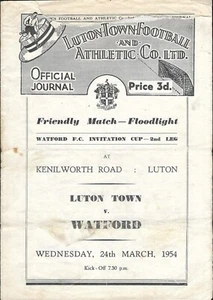 LUTON TOWN FOOTBALL
AND
ATHLETIC CO. LTD.
OFFICIAL
JOURNAL
Price 3d.
Friendly Match—Floodlight
WATFORD F.C. INVITATION CUP—2nd LEG
AT
KENILWORTH ROAD : LUTON
LUTON TOWN
v.
WATFORD
WEDNESDAY, 24th MARCH, 1954
Kick-Off 7.30 p.m.